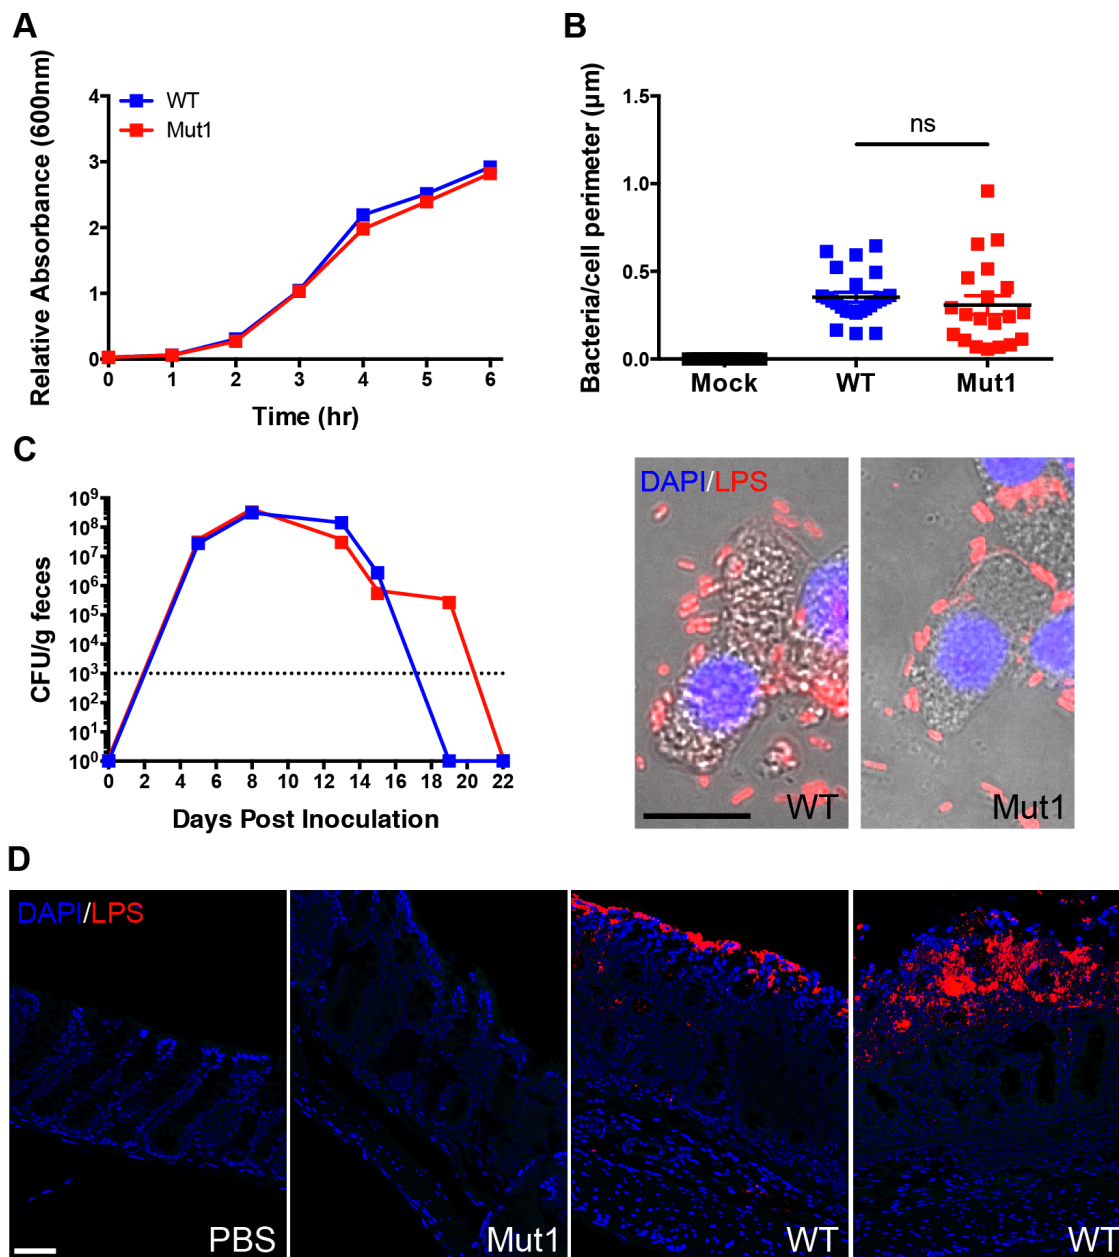 A
Relative Absorbance (600nm)
4
3
2
1
0
WT
Mut1
0 1 2 3 4 5 6
Time (hr)
B
Bacteria/cell perimeter (µm)
1.5
1.0
0.5
0.0
ns
Mock WT Mut1
C
CFU/g feces
10⁹
10⁸
10⁷
10⁶
10⁵
10⁴
10³
10²
10¹
10⁰
0 2 4 6 8 10 12 14 16 18 20 22
Days Post Inoculation
DAPI/LPS
WT
Mut1
D
DAPI/LPS
PBS
Mut1
WT
WT